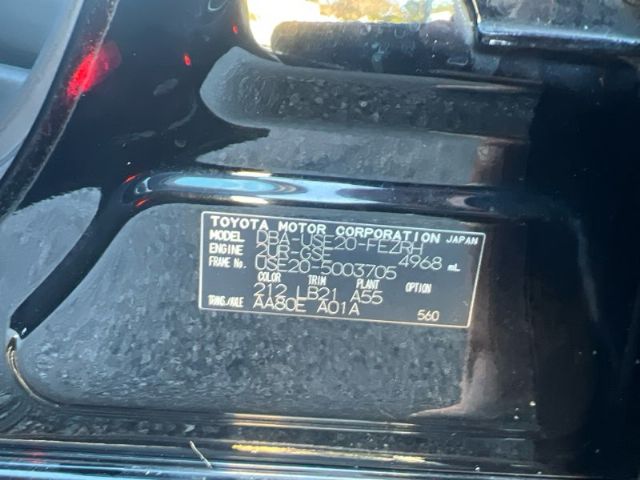 TOYOTA MOTOR CORPORATION JAPAN
MODEL DBA-USE20-FEZRH
ENGINE 2UR-GSE 4968 mL
FRAME No. USE20-5003705
COLOR TRIM PLANT OPTION
212 LB21 A55
TRANS./AXLE AA80E A01A 560